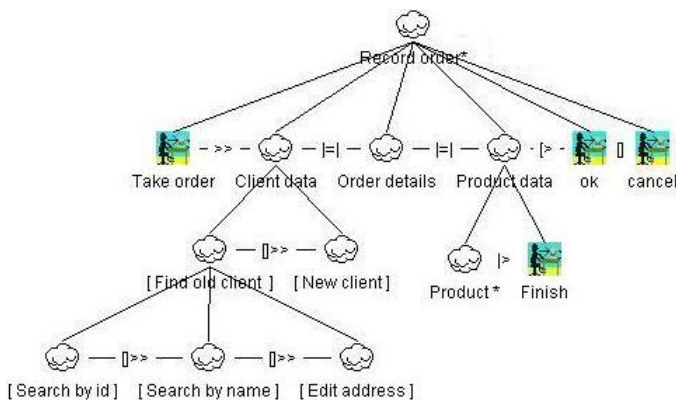 Record order*
>> |=| |=| [> []
Take order Client data Order details Product data ok cancel
[]>> |>
[ Find old client ] [ New client ] Product * Finish
[]>> []>>
[ Search by id ] [ Search by name ] [ Edit address ]